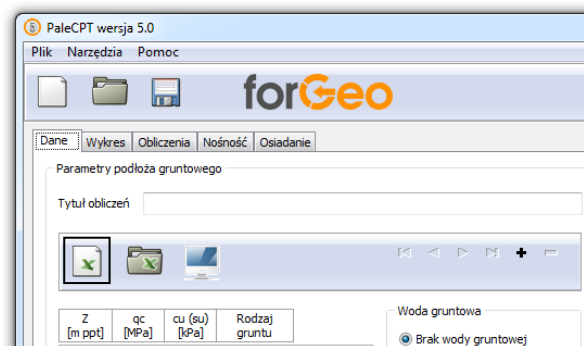 PaleCPT wersja 5.0
Plik Narzędzia Pomoc
forGeo
Dane Wykres Obliczenia Nośność Osiadanie
Parametry podłoża gruntowego
Tytuł obliczeń
Z qc cu (su) Rodzaj
[m ppt] [MPa] [kPa] gruntu
Woda gruntowa
Brak wody gruntowej